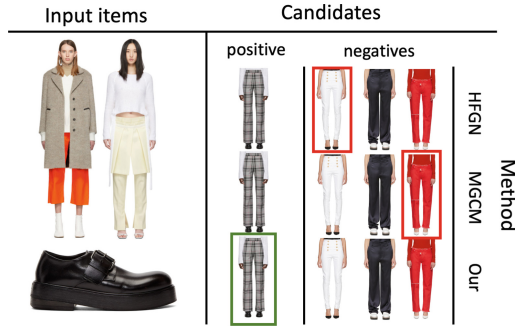 Input items
Candidates
positive
negatives
HFGN
MGCM
Our
Method